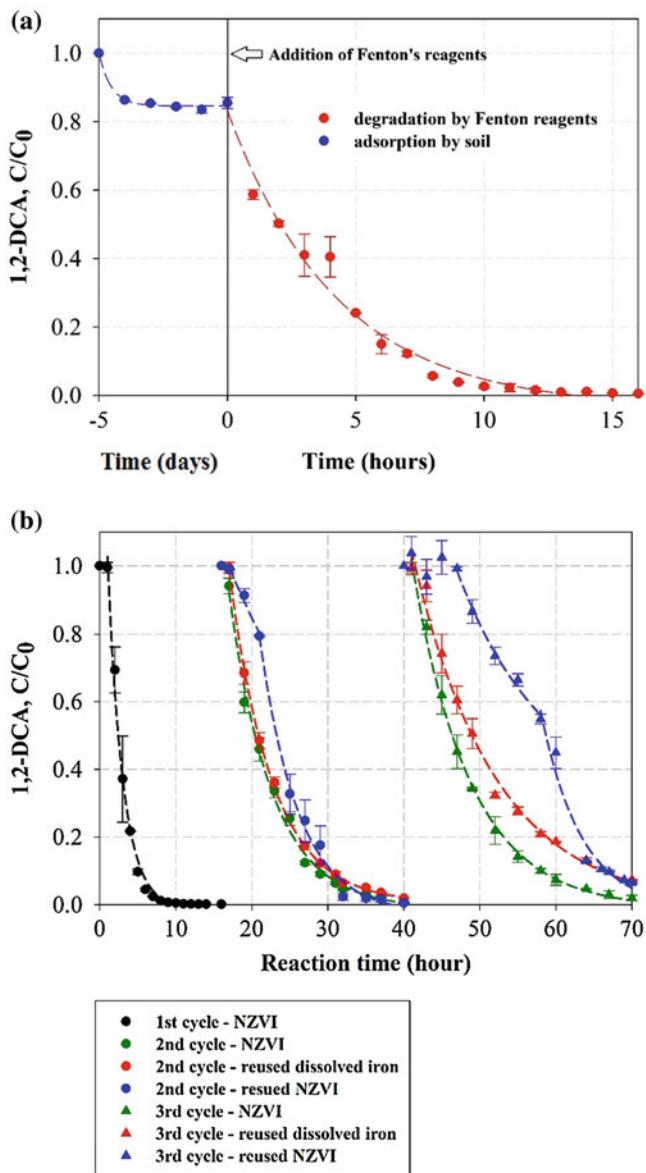 (a)
1.0
0.8
0.6
0.4
0.2
0.0
1,2-DCA, C/C0
Addition of Fenton's reagents
degradation by Fenton reagents
adsorption by soil
-5 0 5 10 15
Time (days) Time (hours)
(b)
1.0
0.8
0.6
0.4
0.2
0.0
1,2-DCA, C/C0
0 10 20 30 40 50 60 70
Reaction time (hour)
1st cycle - NZVI
2nd cycle - NZVI
2nd cycle - reused dissolved iron
2nd cycle - resued NZVI
3rd cycle - NZVI
3rd cycle - reused dissolved iron
3rd cycle - reused NZVI